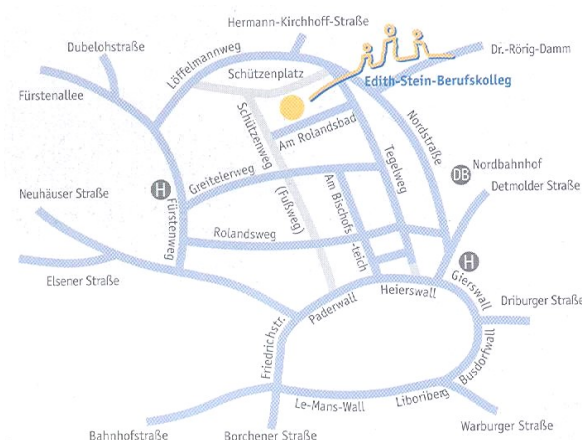 Hermann-Kirchhoff-Straße
Dubelohstraße
Löffelmannweg
Dr.-Rörig-Damm
Schützenplatz
Edith-Stein-Berufskolleg
Fürstenallee
Schützenweg
Am Rolandsbad
Nordstraße
Tegelweg
Nordbahnhof
DB
Detmolder Straße
Neuhäuser Straße
H
Greitelerweg
(Fußweg)
Am Bischofs
-teich
Fürstenweg
Rolandsweg
H
Elsener Straße
Gierswall
Heierswall
Paderwall
Driburger Straße
Friedrichstr.
Busdorfwall
Le-Mans-Wall
Liboriberg
Warburger Straße
Bahnhofstraße
Borchener Straße